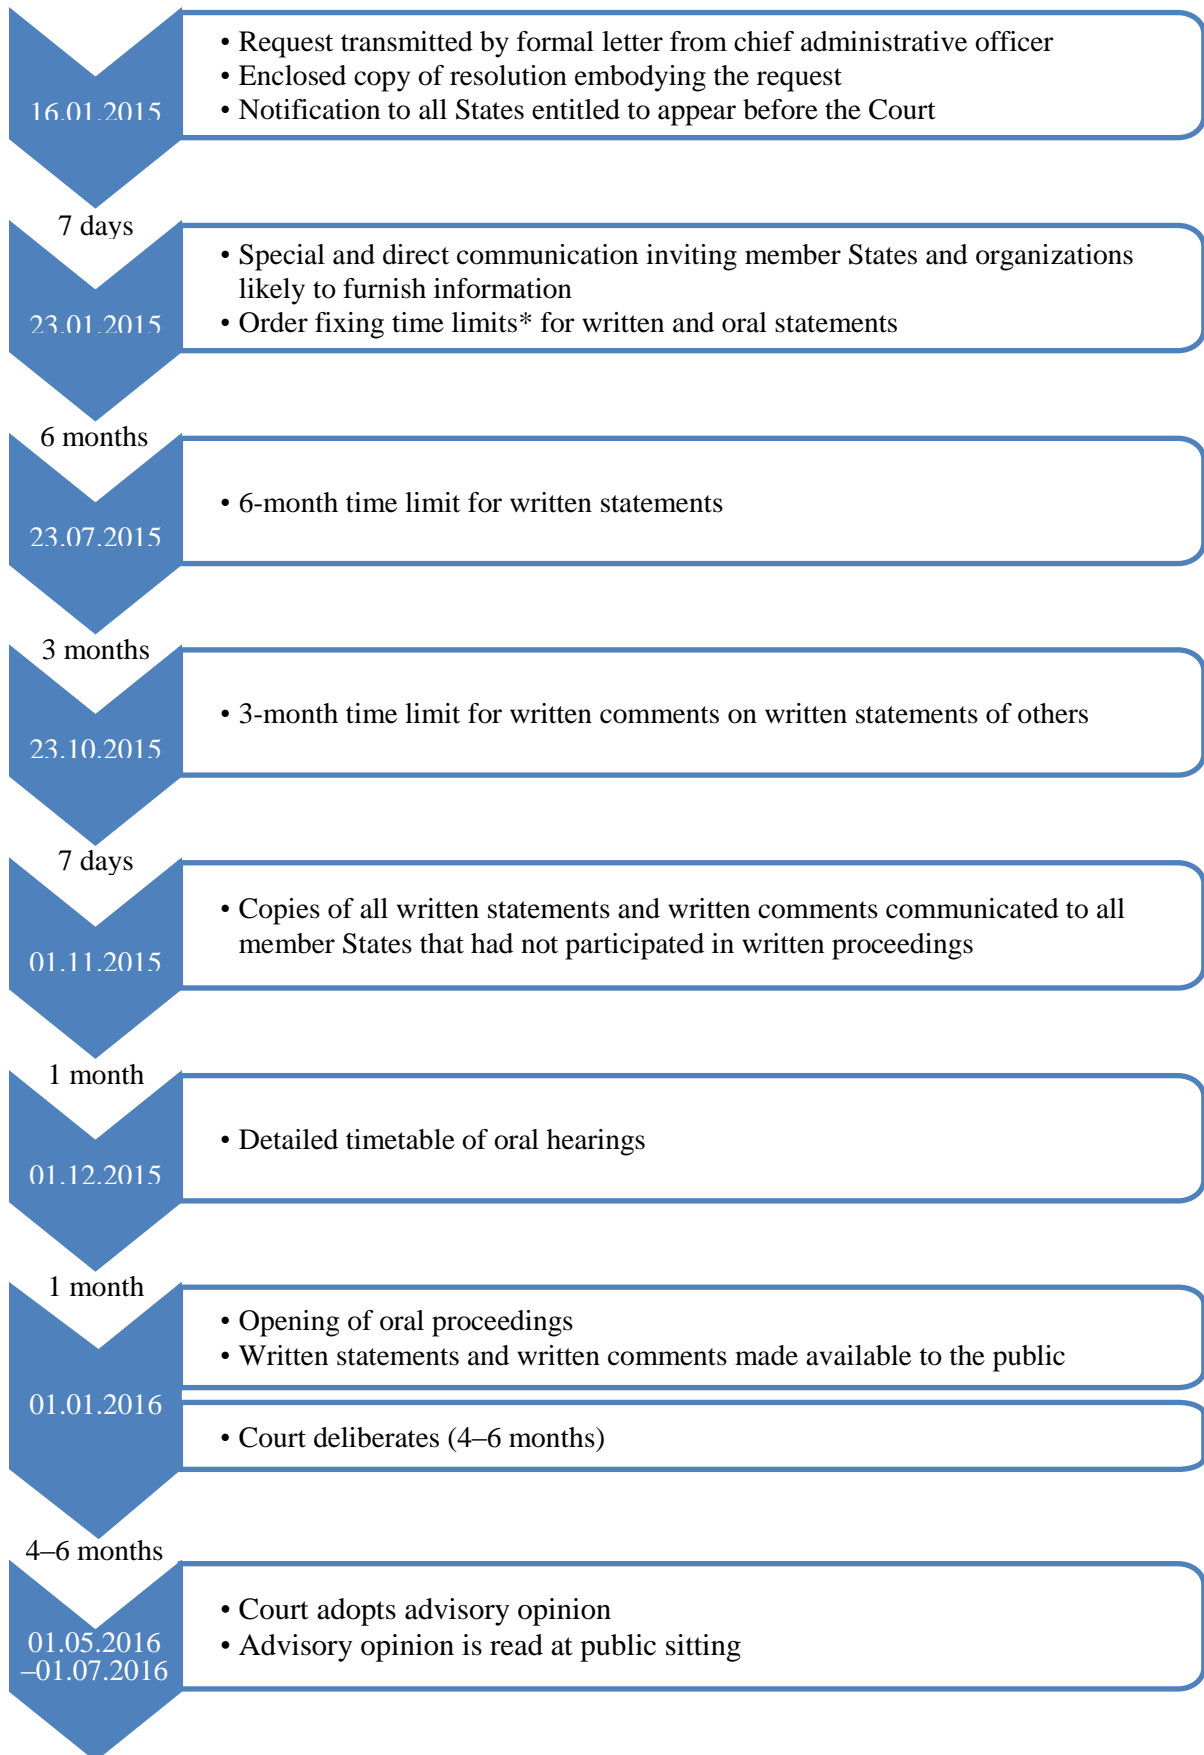 • Request transmitted by formal letter from chief administrative officer
• Enclosed copy of resolution embodying the request
• Notification to all States entitled to appear before the Court
16.01.2015
7 days
• Special and direct communication inviting member States and organizations
likely to furnish information
• Order fixing time limits* for written and oral statements
23.01.2015
6 months
• 6-month time limit for written statements
23.07.2015
3 months
• 3-month time limit for written comments on written statements of others
23.10.2015
7 days
• Copies of all written statements and written comments communicated to all
member States that had not participated in written proceedings
01.11.2015
1 month
• Detailed timetable of oral hearings
01.12.2015
1 month
• Opening of oral proceedings
• Written statements and written comments made available to the public
01.01.2016
• Court deliberates (4–6 months)
4–6 months
• Court adopts advisory opinion
• Advisory opinion is read at public sitting
01.05.2016
–01.07.2016